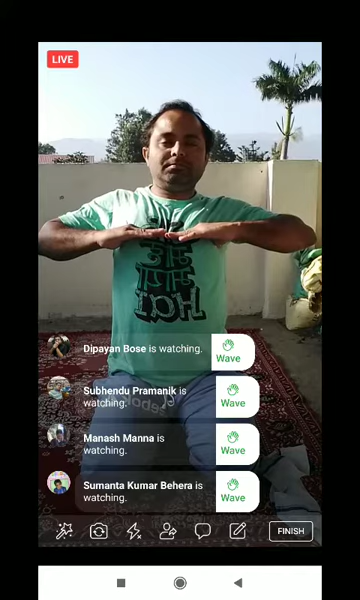 LIVE
Dipayan Bose is watching.
Wave
Subhendu Pramanik is
watching.
Wave
Manash Manna is
watching.
Wave
Sumanta Kumar Behera is
watching.
Wave
FINISH